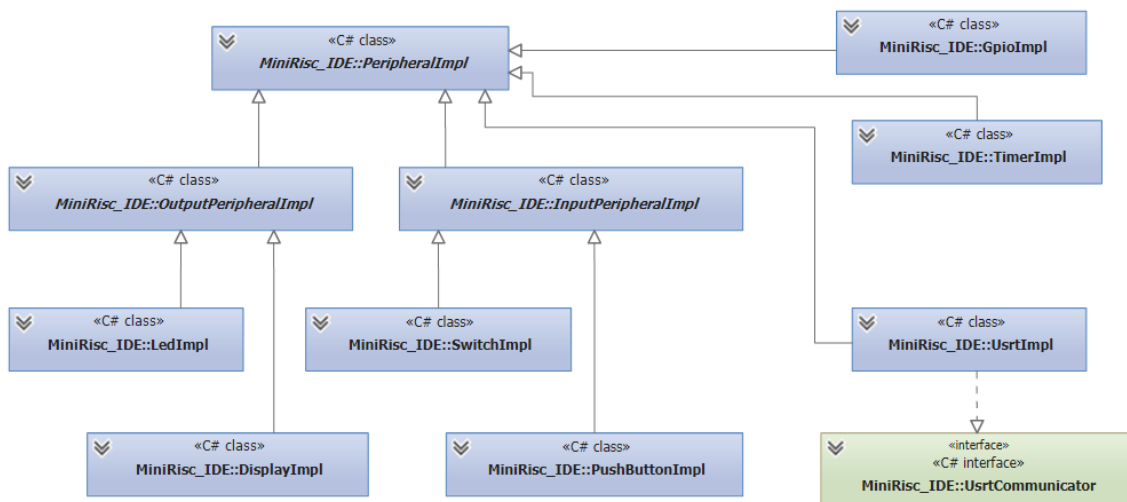 «C# class»
MiniRisc_IDE::PeripheralImpl
«C# class»
MiniRisc_IDE::GpioImpl
«C# class»
MiniRisc_IDE::TimerImpl
«C# class»
MiniRisc_IDE::OutputPeripheralImpl
«C# class»
MiniRisc_IDE::InputPeripheralImpl
«C# class»
MiniRisc_IDE::LedImpl
«C# class»
MiniRisc_IDE::SwitchImpl
«C# class»
MiniRisc_IDE::UsrtImpl
«C# class»
MiniRisc_IDE::DisplayImpl
«C# class»
MiniRisc_IDE::PushButtonImpl
«interface»
«C# interface»
MiniRisc_IDE::UsrtCommunicator